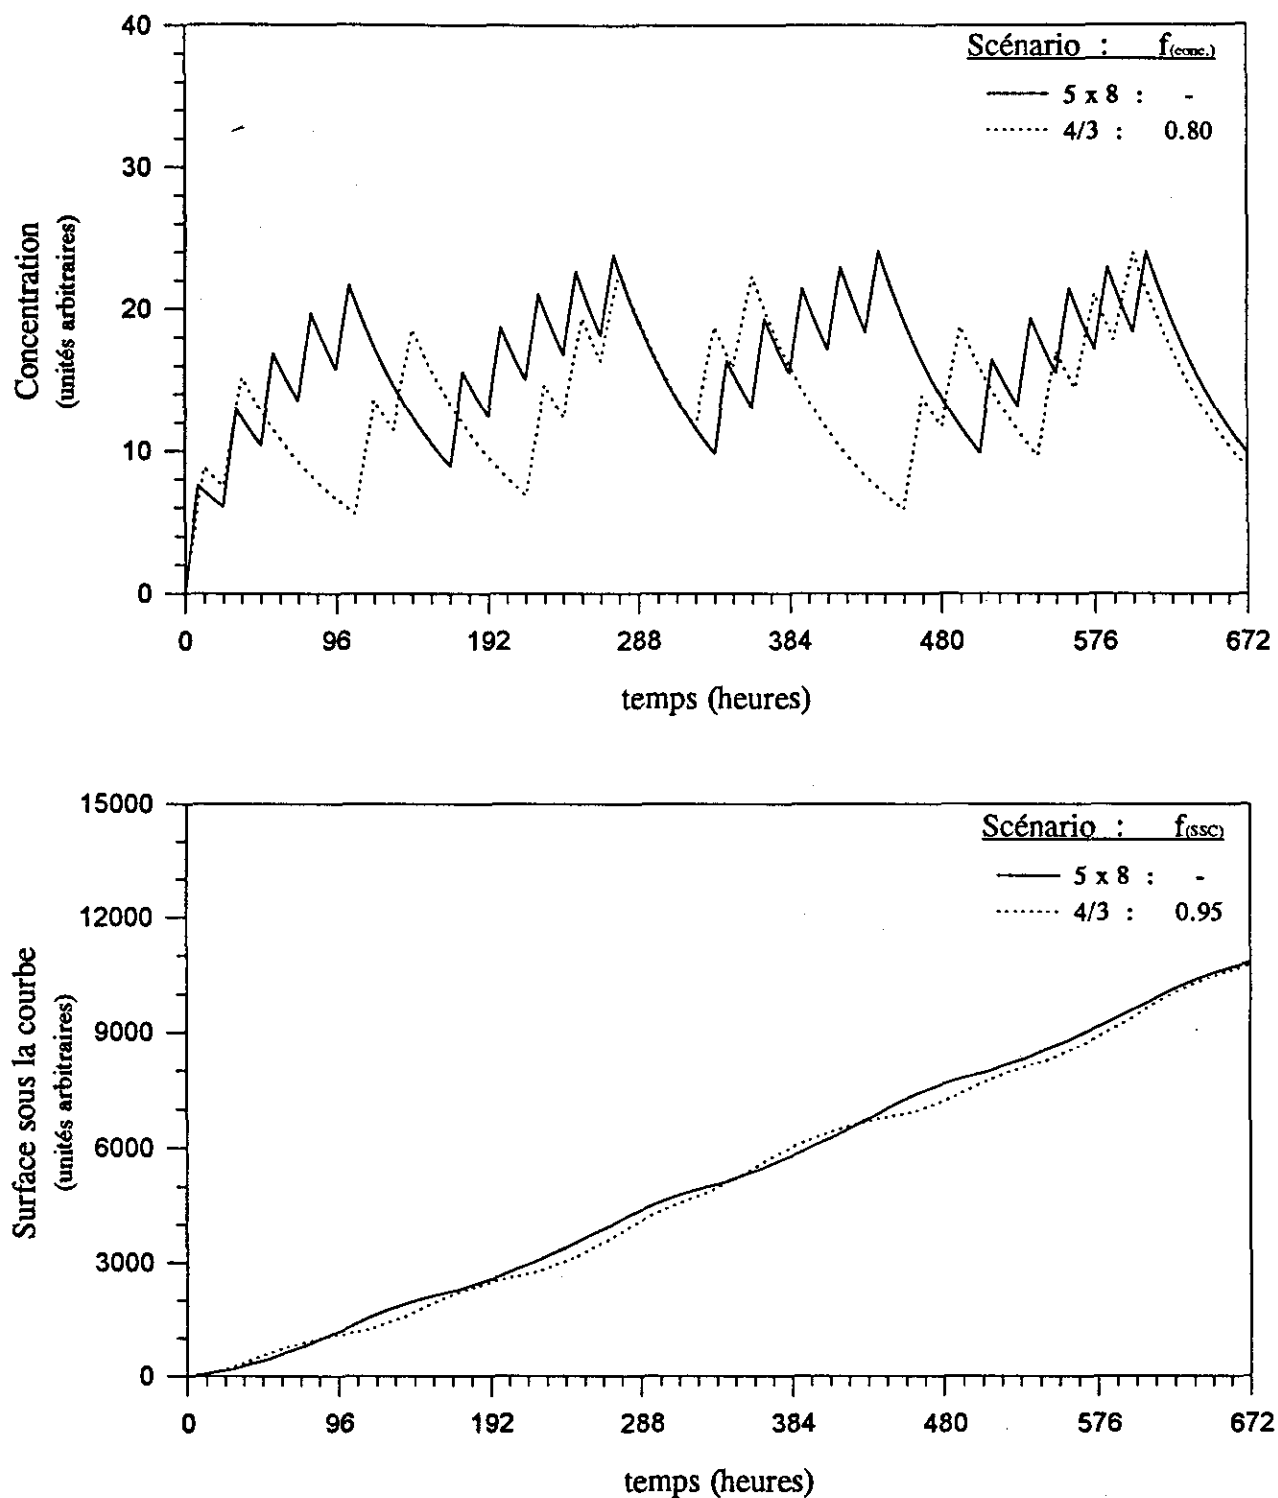 40
30
20
10
0
Concentration
(unités arbitraires)
Scénario : f(conc.)
5 x 8 : -
4/3 : 0.80
0 96 192 288 384 480 576 672
temps (heures)
15000
12000
9000
6000
3000
0
Surface sous la courbe
(unités arbitraires)
Scénario : f(SSC)
5 x 8 : -
4/3 : 0.95
0 96 192 288 384 480 576 672
temps (heures)